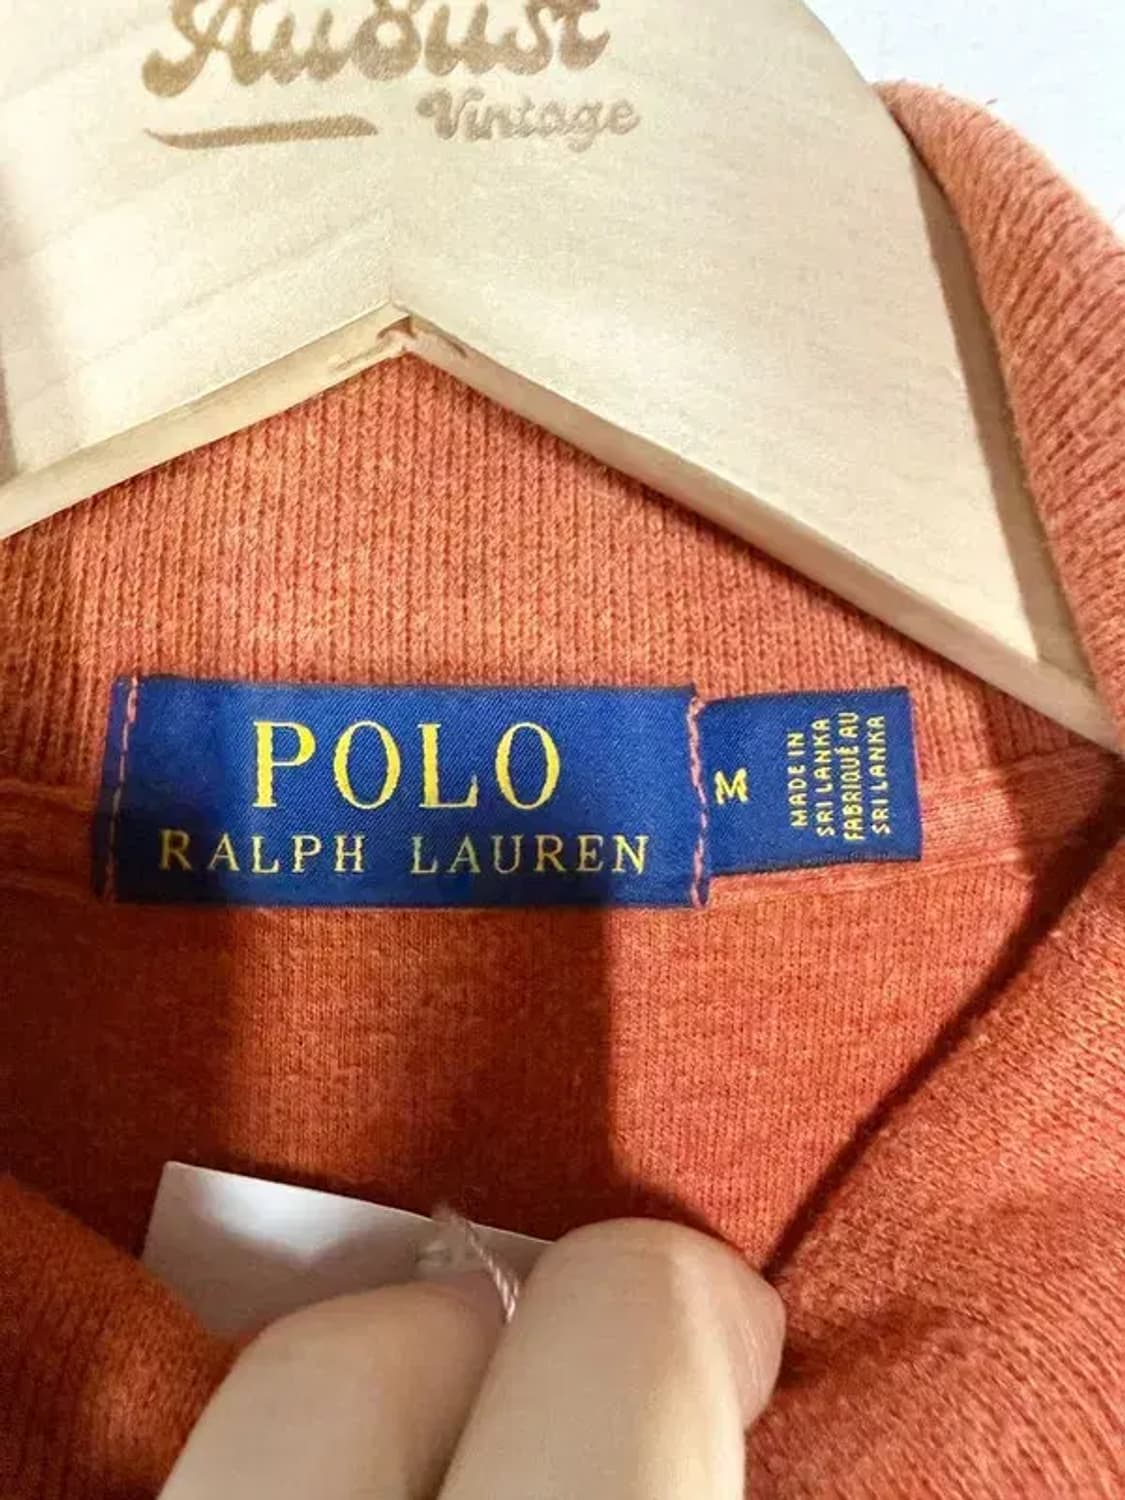 August
Vintage
POLO
RALPH LAUREN
M
MADE IN
SRI LANKA
FABRIQUÉ AU
SRI LANKA